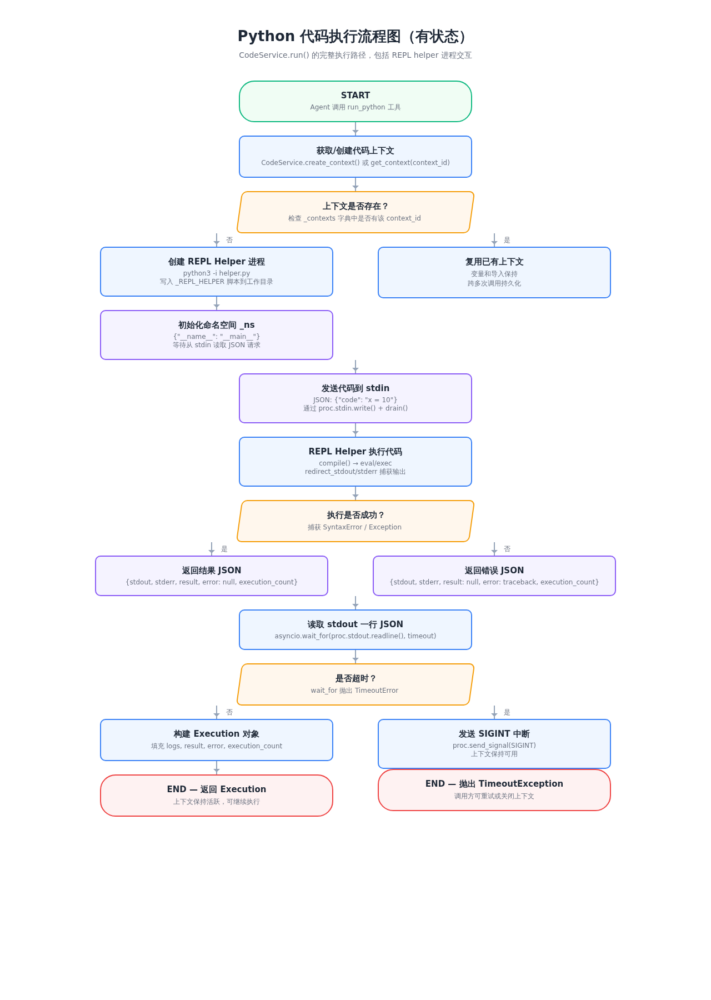 Python 代码执行流程图（有状态）
CodeService.run() 的完整执行路径，包括 REPL helper 进程交互
START
Agent 调用 run_python 工具
获取/创建代码上下文
CodeService.create_context() 或 get_context(context_id)
上下文是否存在？
检查 _contexts 字典中是否有该 context_id
否
是
创建 REPL Helper 进程
python3 -i helper.py
写入 _REPL_HELPER 脚本到工作目录
复用已有上下文
变量和导入保持
跨多次调用持久化
初始化命名空间 _ns
{"__name__": "__main__"}
等待从 stdin 读取 JSON 请求
发送代码到 stdin
JSON: {"code": "x = 10"}
通过 proc.stdin.write() + drain()
REPL Helper 执行代码
compile() → eval/exec
redirect_stdout/stderr 捕获输出
执行是否成功？
捕获 SyntaxError / Exception
是
否
返回结果 JSON
{stdout, stderr, result, error: null, execution_count}
返回错误 JSON
{stdout, stderr, result: null, error: traceback, execution_count}
读取 stdout 一行 JSON
asyncio.wait_for(proc.stdout.readline(), timeout)
是否超时？
wait_for 抛出 TimeoutError
否
是
构建 Execution 对象
填充 logs, result, error, execution_count
发送 SIGINT 中断
proc.send_signal(SIGINT)
上下文保持可用
END — 返回 Execution
上下文保持活跃，可继续执行
END — 抛出 TimeoutException
调用方可重试或关闭上下文